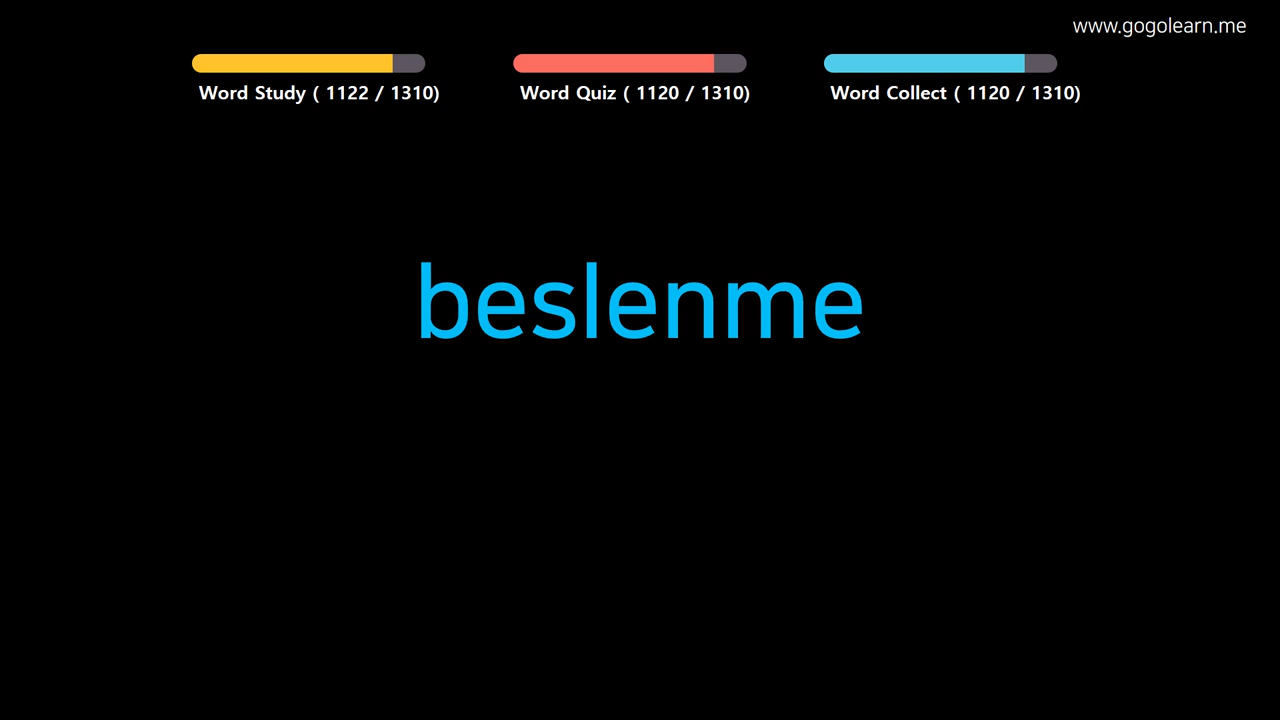 www.gogolearn.me
Word Study ( 1122 / 1310)
Word Quiz ( 1120 / 1310)
Word Collect ( 1120 / 1310)
beslenme